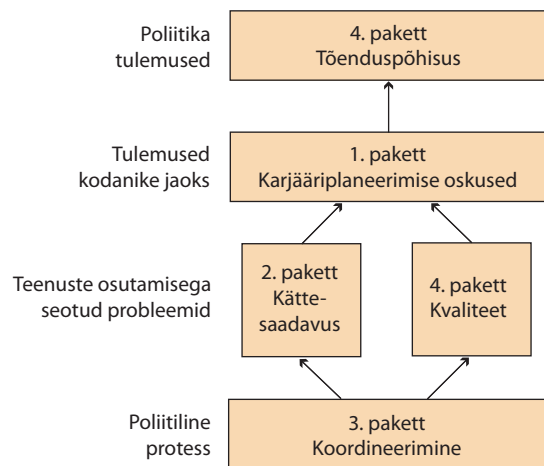 Poliitika
tulemused
4. pakett
Tõenduspõhisus
Tulemused
kodanike jaoks
1. pakett
Karjääriplaneerimise oskused
Teenuste osutamisega
seotud probleemid
2. pakett
Kätte-
saadavus
4. pakett
Kvaliteet
Poliitiline
protess
3. pakett
Koordineerimine